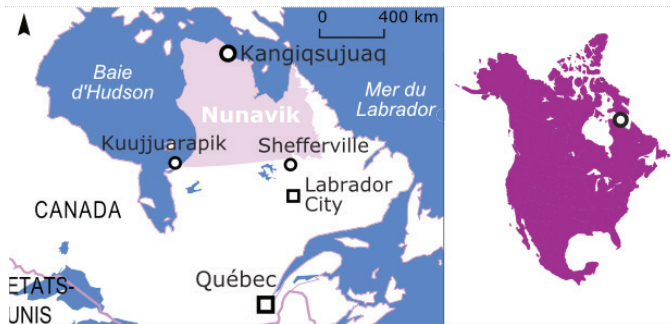 0 400 km
Kangiqsujuaq
Baie
d'Hudson
Mer du
Labrador
Nunavik
Kuujjuarapik
Shefferville
Labrador
City
CANADA
Québec
ETATS-
UNIS